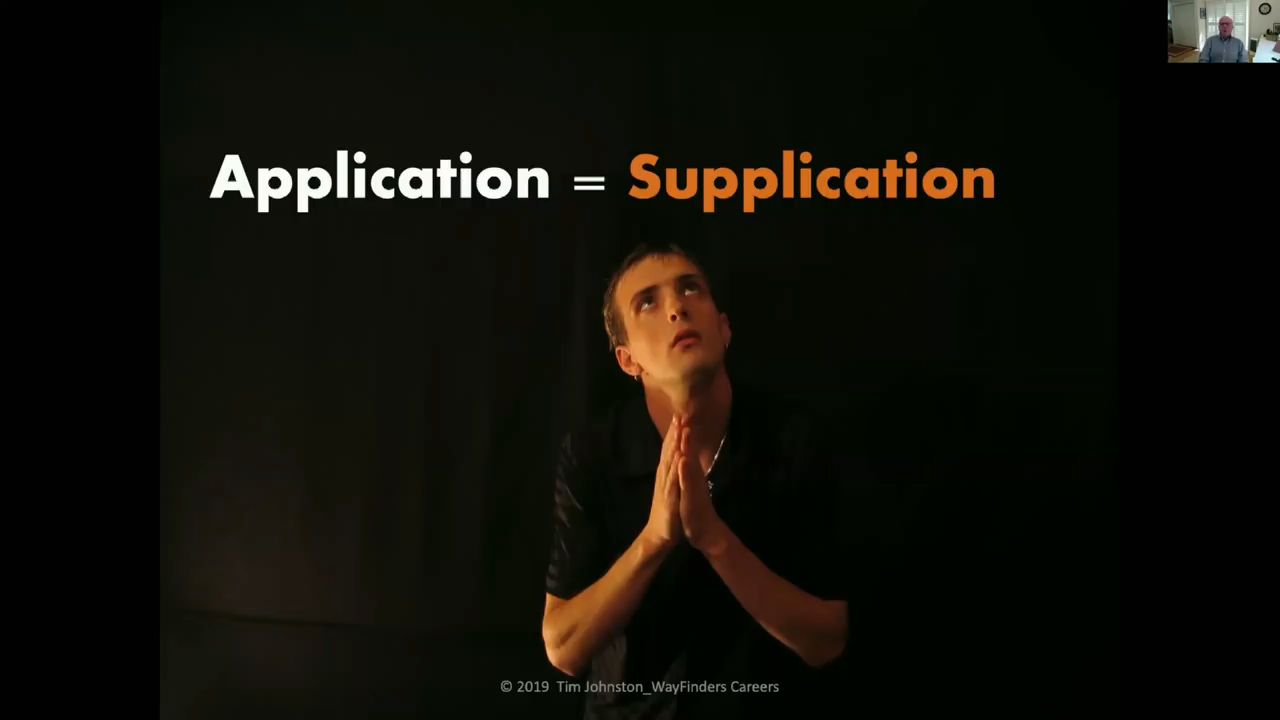 Application = Supplication
© 2019 Tim Johnston_WayFinders Careers